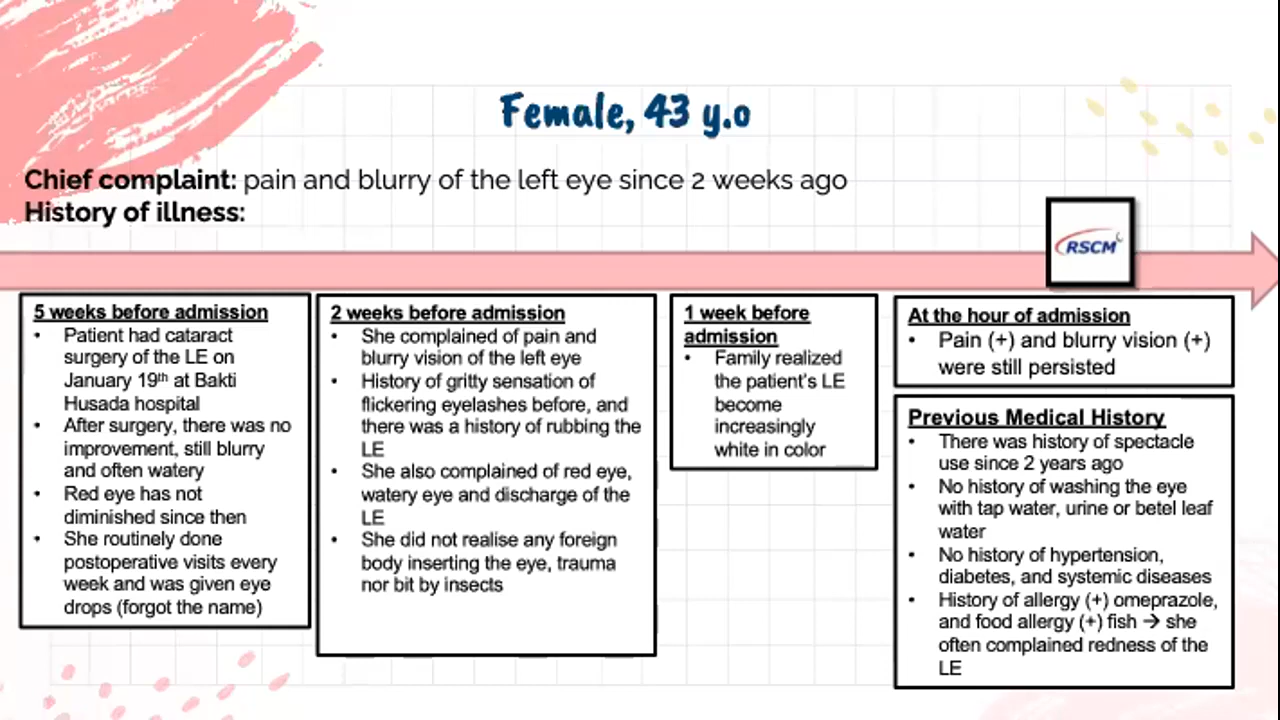 Female, 43 y.o
Chief complaint: pain and blurry of the left eye since 2 weeks ago
History of illness:
RSCM
5 weeks before admission
• Patient had cataract
surgery of the LE on
January 19th at Bakti
Husada hospital
• After surgery, there was no
improvement, still blurry
and often watery
• Red eye has not
diminished since then
• She routinely done
postoperative visits every
week and was given eye
drops (forgot the name)
2 weeks before admission
• She complained of pain and
blurry vision of the left eye
• History of gritty sensation of
flickering eyelashes before, and
there was a history of rubbing the
LE
• She also complained of red eye,
watery eye and discharge of the
LE
• She did not realise any foreign
body inserting the eye, trauma
nor bit by insects
1 week before
admission
• Family realized
the patient's LE
become
increasingly
white in color
At the hour of admission
• Pain (+) and blurry vision (+)
were still persisted
Previous Medical History
• There was history of spectacle
use since 2 years ago
• No history of washing the eye
with tap water, urine or betel leaf
water
• No history of hypertension,
diabetes, and systemic diseases
• History of allergy (+) omeprazole,
and food allergy (+) fish → she
often complained redness of the
LE